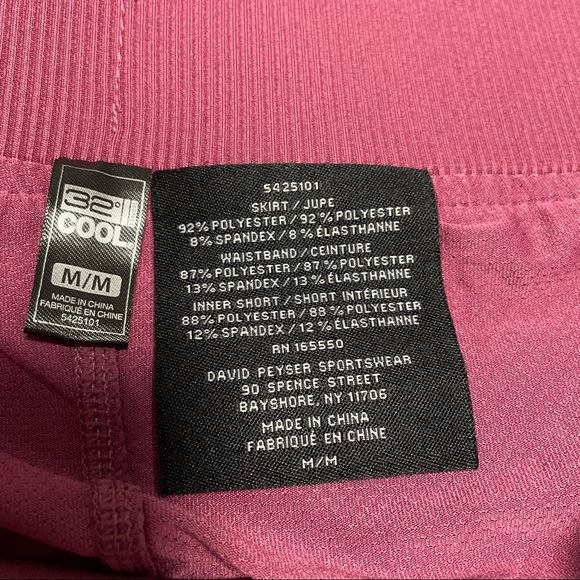 32°
COOL
M/M
MADE IN CHINA
FABRIQUÉ EN CHINE
5425101
5425101
SKIRT / JUPE
92% POLYESTER / 92% POLYESTER
8% SPANDEX / 8% ÉLASTHANNE
WAISTBAND / CEINTURE
87% POLYESTER / 87% POLYESTER
13% SPANDEX / 13% ÉLASTHANNE
INNER SHORT / SHORT INTÉRIEUR
88% POLYESTER / 88% POLYESTER
12% SPANDEX / 12% ÉLASTHANNE
RN 165550
DAVID PEYSER SPORTSWEAR
90 SPENCE STREET
BAYSHORE, NY 11706
MADE IN CHINA
FABRIQUÉ EN CHINE
M/M